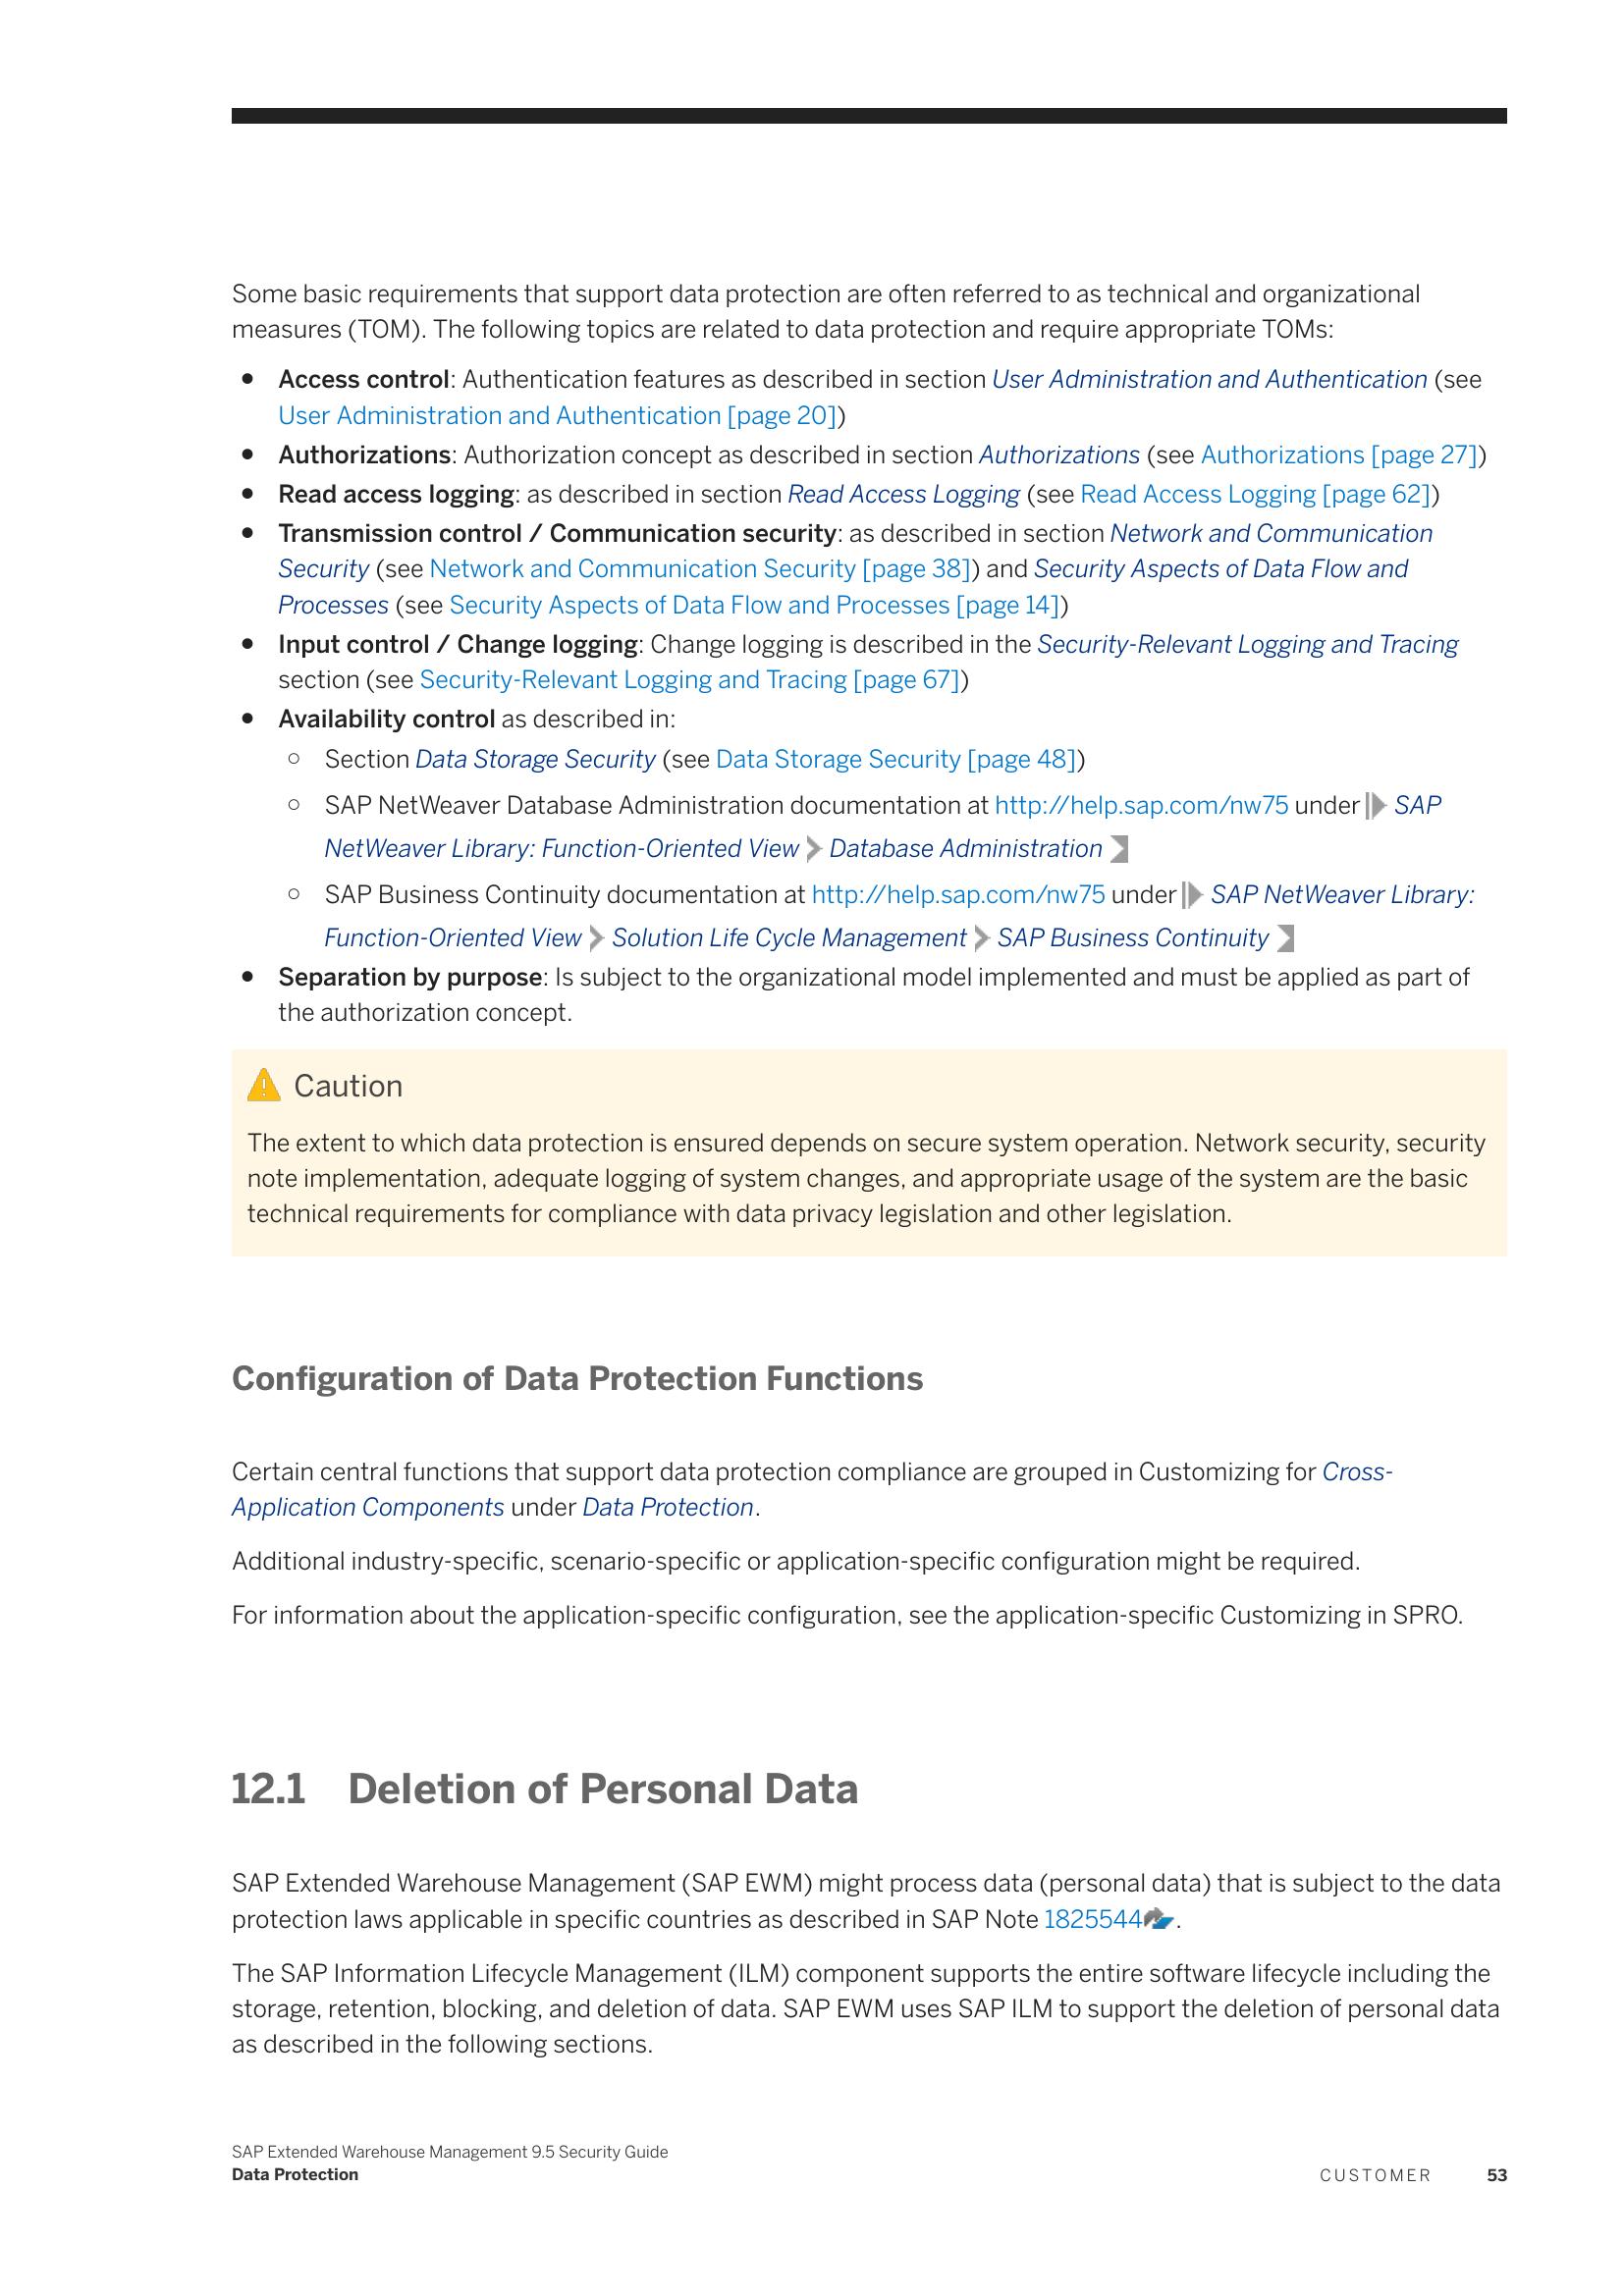 Some basic requirements that support data protection are often referred to as technical and organizational
measures (TOM). The following topics are related to data protection and require appropriate TOMs:
● Access control: Authentication features as described in section User Administration and Authentication (see
User Administration and Authentication [page 20])
● Authorizations: Authorization concept as described in section Authorizations (see Authorizations [page 27])
● Read access logging: as described in section Read Access Logging (see Read Access Logging [page 62])
● Transmission control / Communication security: as described in section Network and Communication
Security (see Network and Communication Security [page 38]) and Security Aspects of Data Flow and
Processes (see Security Aspects of Data Flow and Processes [page 14])
● Input control / Change logging: Change logging is described in the Security-Relevant Logging and Tracing
section (see Security-Relevant Logging and Tracing [page 67])
● Availability control as described in:
○ Section Data Storage Security (see Data Storage Security [page 48])
○ SAP NetWeaver Database Administration documentation at http://help.sap.com/nw75 under SAP
NetWeaver Library: Function-Oriented View > Database Administration
○ SAP Business Continuity documentation at http://help.sap.com/nw75 under SAP NetWeaver Library:
Function-Oriented View > Solution Life Cycle Management > SAP Business Continuity
● Separation by purpose: Is subject to the organizational model implemented and must be applied as part of
the authorization concept.
Caution
The extent to which data protection is ensured depends on secure system operation. Network security, security
note implementation, adequate logging of system changes, and appropriate usage of the system are the basic
technical requirements for compliance with data privacy legislation and other legislation.
Configuration of Data Protection Functions
Certain central functions that support data protection compliance are grouped in Customizing for Cross-
Application Components under Data Protection.
Additional industry-specific, scenario-specific or application-specific configuration might be required.
For information about the application-specific configuration, see the application-specific Customizing in SPRO.
12.1 Deletion of Personal Data
SAP Extended Warehouse Management (SAP EWM) might process data (personal data) that is subject to the data
protection laws applicable in specific countries as described in SAP Note 1825544.
The SAP Information Lifecycle Management (ILM) component supports the entire software lifecycle including the
storage, retention, blocking, and deletion of data. SAP EWM uses SAP ILM to support the deletion of personal data
as described in the following sections.
SAP Extended Warehouse Management 9.5 Security Guide
Data Protection
CUSTOMER 53